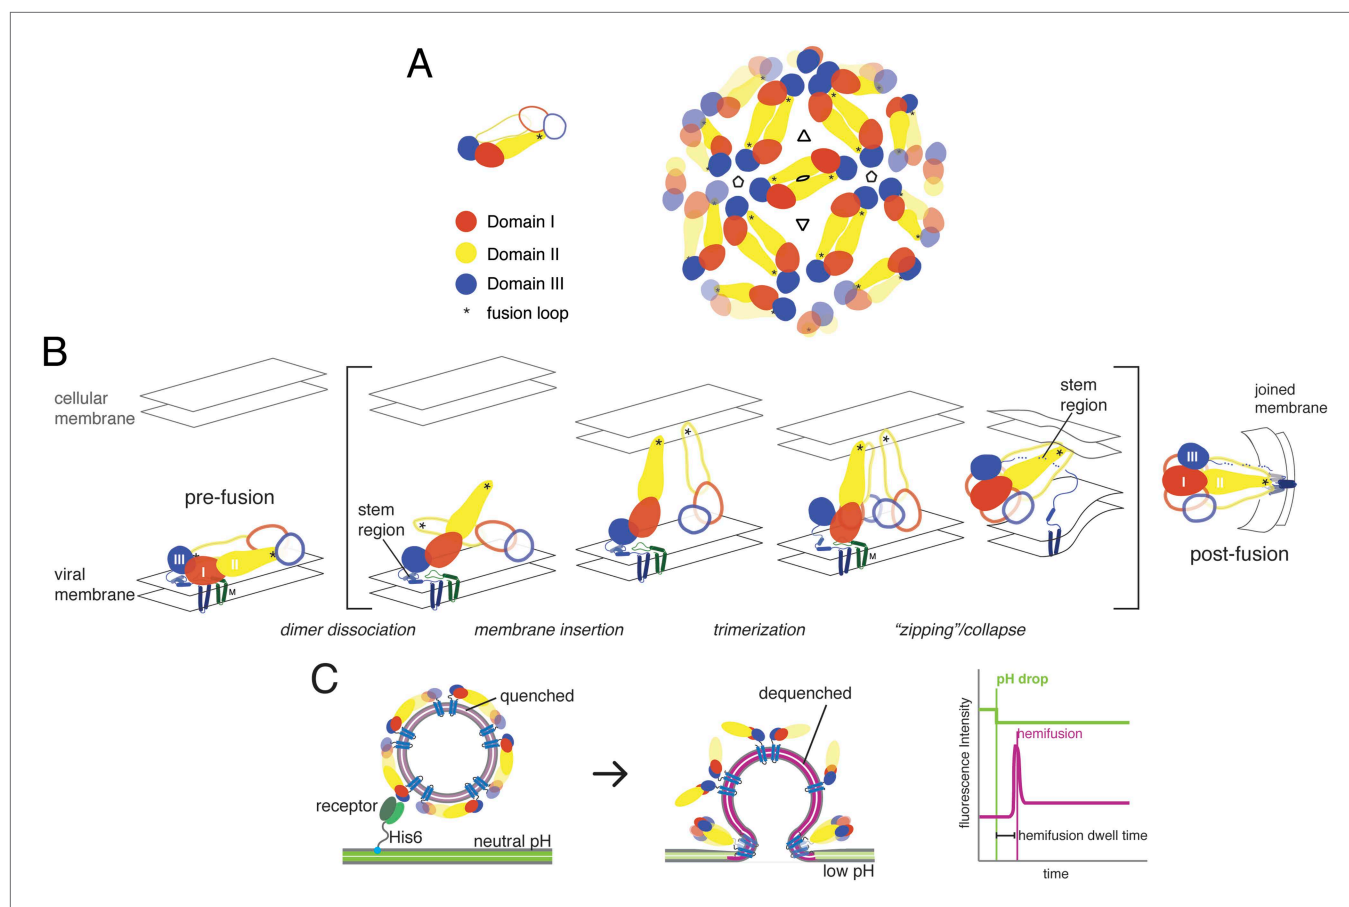 A
Domain I
Domain II
Domain III
* fusion loop
B
cellular
membrane
pre-fusion
viral
membrane
III
I
II
M
stem
region
M
stem
region
joined
membrane
III
I
II
post-fusion
dimer dissociation
membrane insertion
trimerization
"zipping"/collapse
C
quenched
receptor
His6
neutral pH
dequenched
low pH
fluorescence Intensity
pH drop
hemifusion
hemifusion dwell time
time